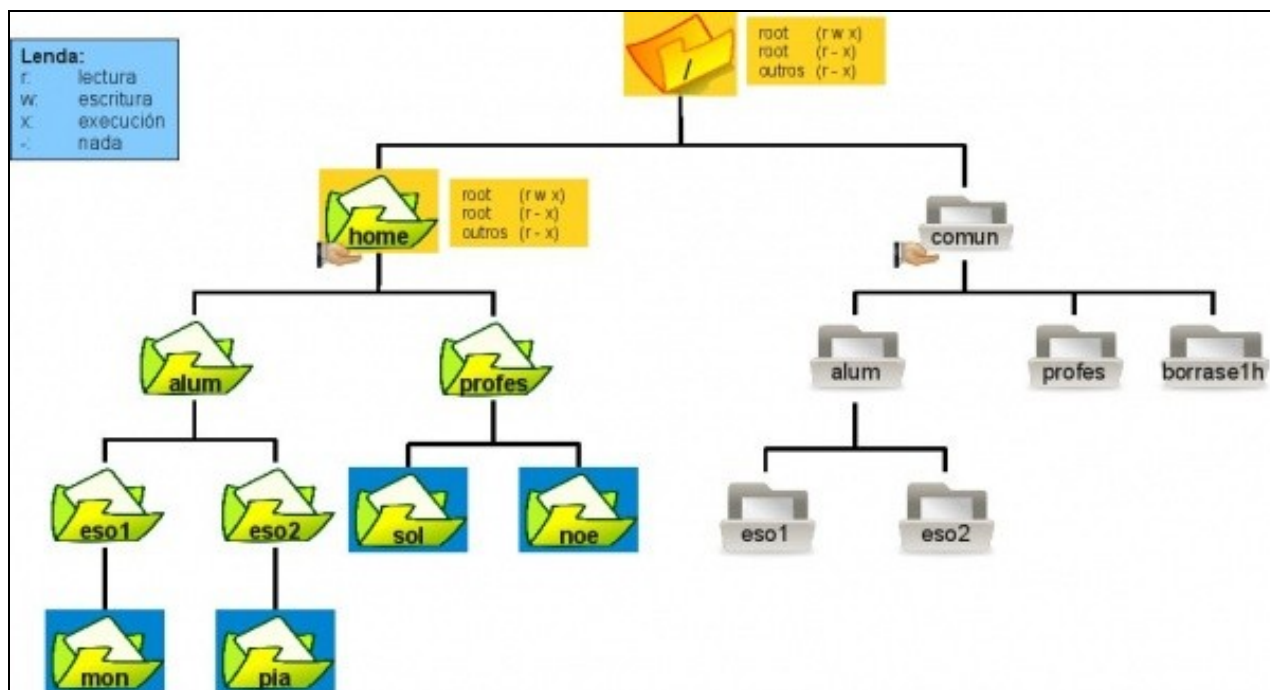 Lenda:
r: lectura
w: escritura
x: execución
-: nada
/
root (r w x)
root (r - x)
outros (r - x)
home
root (r w x)
root (r - x)
outros (r - x)
comun
alum
profes
alum
profes
borrase1h
eso1
eso2
sol
noe
eso1
eso2
mon
pia